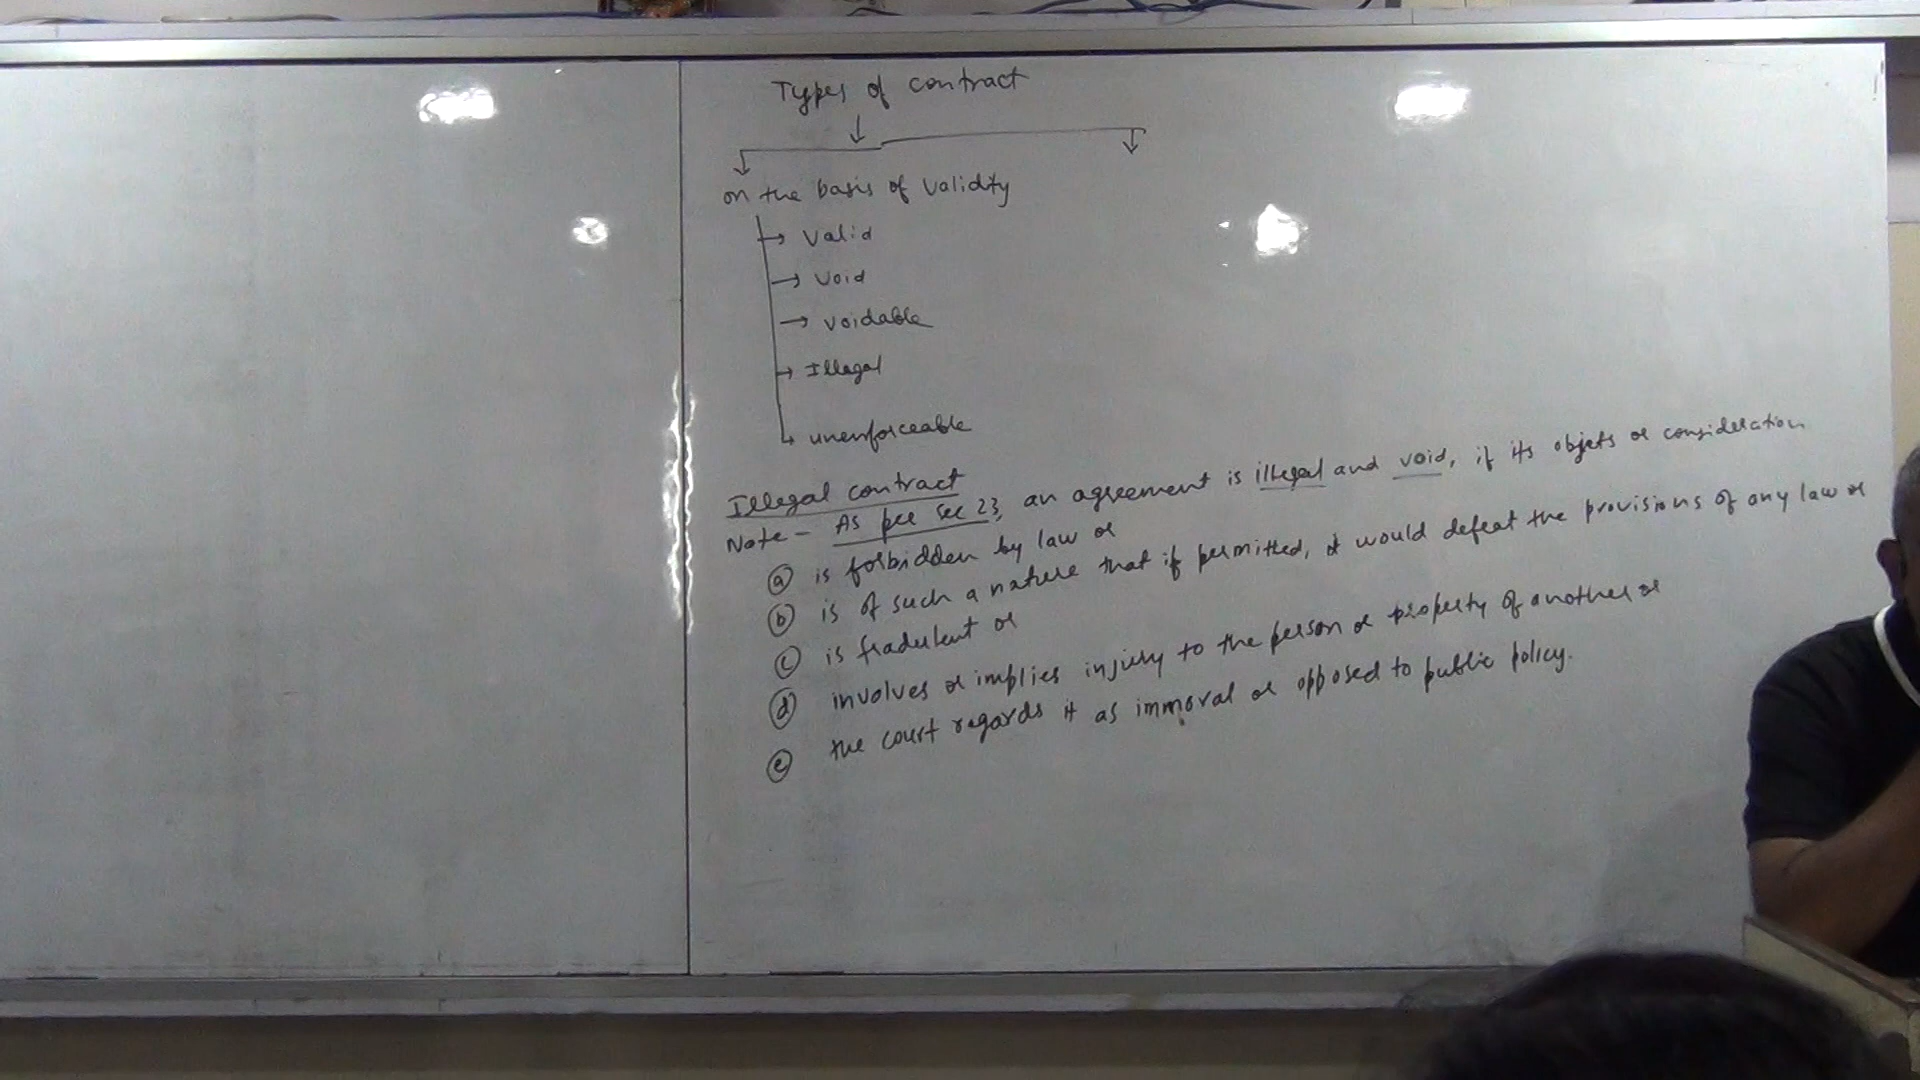 Types of contract
on the basis of validity
Valid
Void
Voidable
Illagal
unenforceable
Illegal contract
Note - As per sec 23, an agreement is illegal and void, if its objets or consideration
(a) is forbidden by law or
(b) is of such a nature that if permitted, it would defeat the provisions of any law or
(c) is fradulent or
(d) involves or implies injury to the person or property of another or
(e) the court regards it as immoral or opposed to public policy.